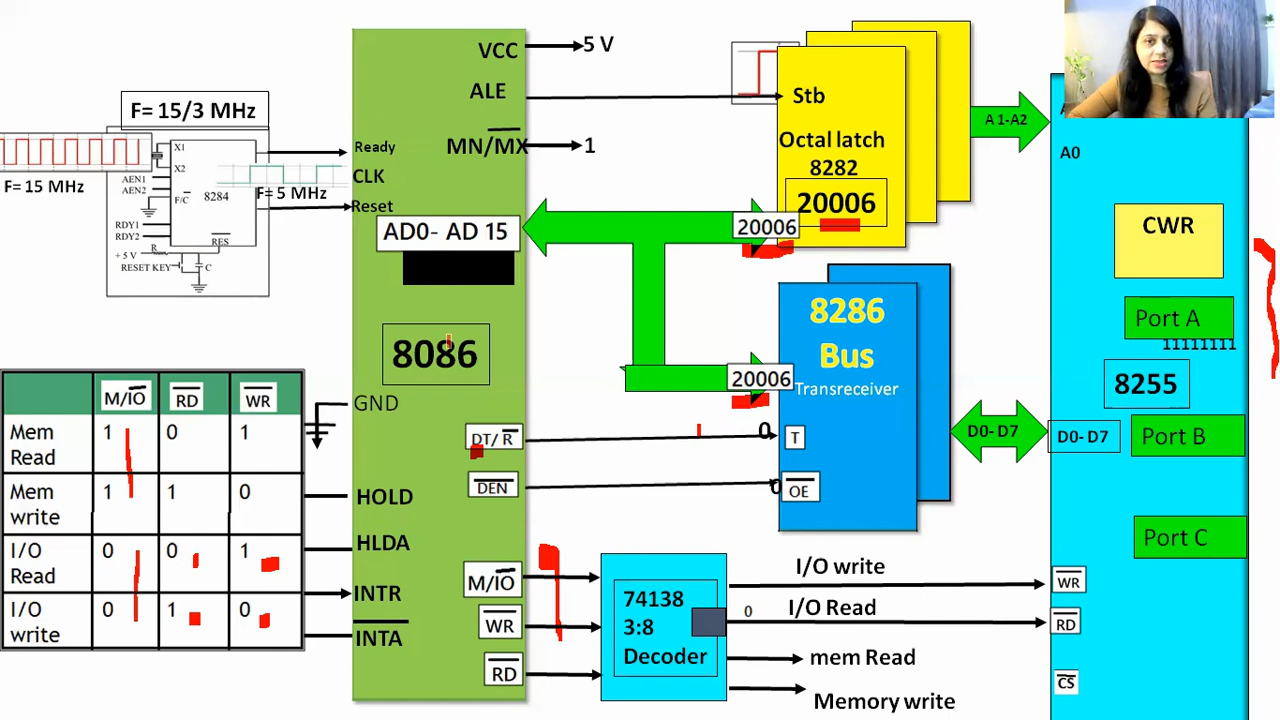 F= 15/3 MHz
X1
X2
AEN1
AEN2
F/C
8284
RDY1
RDY2
RES
R
+ 5 V
RESET KEY
C
F= 15 MHz
F= 5 MHz
Ready
CLK
Reset
VCC
5 V
ALE
MN/MX
1
AD0- AD 15
8086
GND
DT/ R
DEN
HOLD
HLDA
INTR
INTA
M/IO
WR
RD
M/IO RD WR
Mem Read 1 0 1
Mem write 1 1 0
I/O Read 0 0 1
I/O write 0 1 0
Stb
Octal latch
8282
20006
20006
20006
8286
Bus
Transreceiver
0
T
0
OE
74138
3:8
Decoder
I/O write
0
I/O Read
mem Read
Memory write
A 1-A2
A0
CWR
Port A
11111111
8255
D0- D7
D0- D7
Port B
Port C
WR
RD
CS